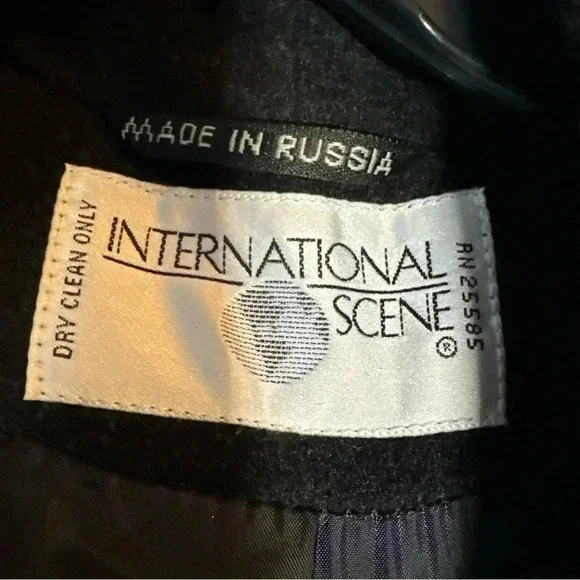 MADE IN RUSSIA
DRY CLEAN ONLY
INTERNATIONAL
SCENE®
RN 25585